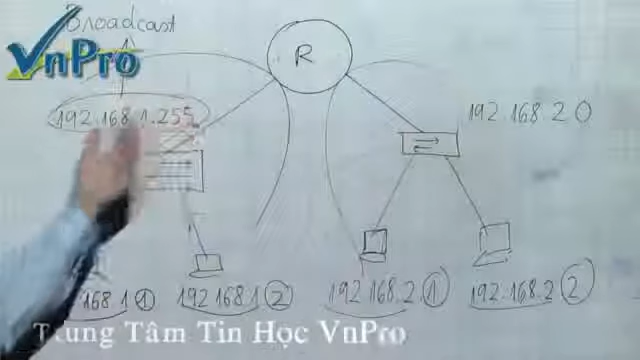 Broadcast
VnPro
R
192.168.1.255
192.168.2 0
168.1 1
192.168.1 2
192.168.2. 1
192.168.2 2
Trung Tâm Tin Học VnPro